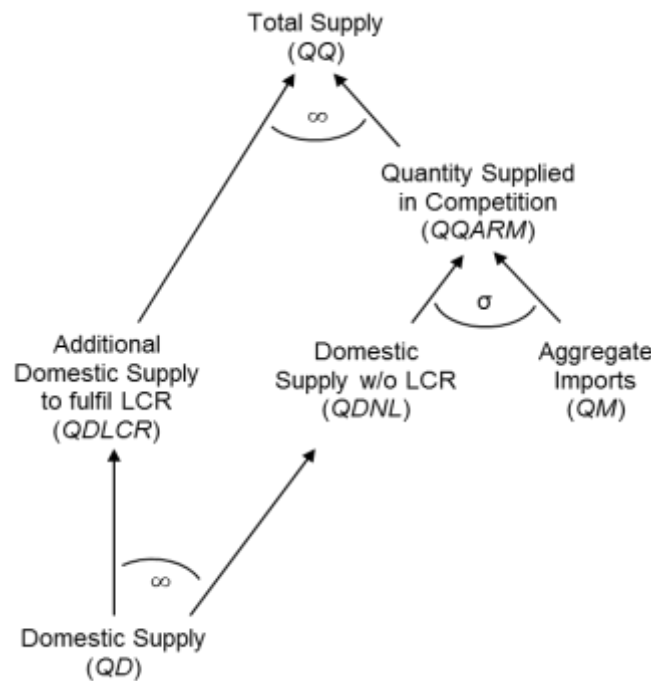 Total Supply
(QQ)
∞
Quantity Supplied
in Competition
(QQARM)
σ
Additional
Domestic Supply
to fulfil LCR
(QDLCR)
Domestic
Supply w/o LCR
(QDNL)
Aggregate
Imports
(QM)
∞
Domestic Supply
(QD)